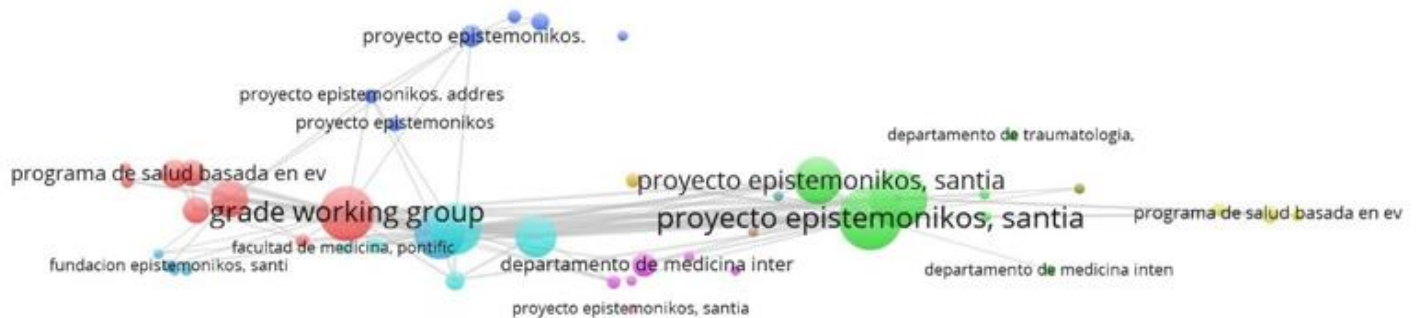 proyecto epistemonikos.
proyecto epistemonikos. addres
proyecto epistemonikos
departamento de traumatologia,
programa de salud basada en ev
proyecto epistemonikos, santia
grade working group
proyecto epistemonikos, santia
programa de salud basada en ev
facultad de medicina, pontific
fundacion epistemonikos, santi
departamento de medicina inter
departamento de medicina inten
proyecto epistemonikos, santia